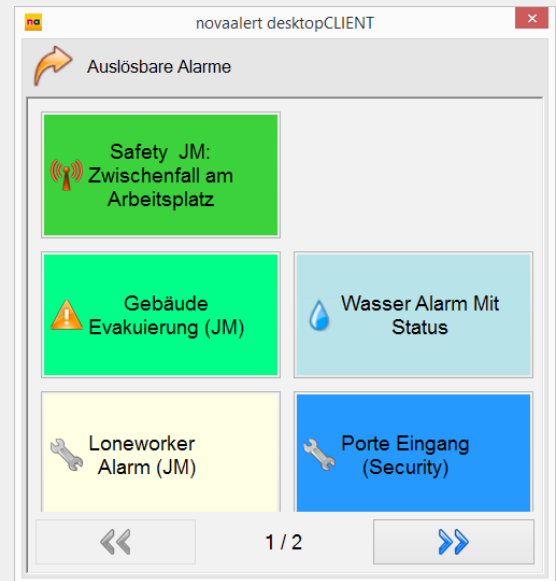 na
novaalert desktopCLIENT
Auslösbare Alarme
Safety JM:
Zwischenfall am
Arbeitsplatz
Gebäude
Evakuierung (JM)
Wasser Alarm Mit
Status
Loneworker
Alarm (JM)
Porte Eingang
(Security)
1 / 2